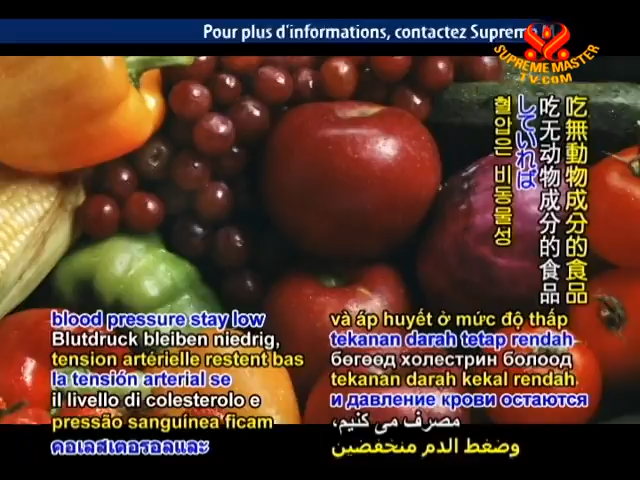 Pour plus d'informations, contactez Suprem
SUPREME MASTER
TV.COM
吃無動物成分的食品
吃无动物成分的食品
していれば
혈압은 비동물성
blood pressure stay low
Blutdruck bleiben niedrig,
tension artérielle restent bas
la tensión arterial se
il livello di colesterolo e
pressão sanguínea ficam
คอเลสเตอรอลและ
và áp huyết ở mức độ thấp
tekanan darah tetap rendah
бөгөөд холестрин болоод
tekanan darah kekal rendah
и давление крови остаются
مصرف می کنیم،
وضغط الدم منخفضين